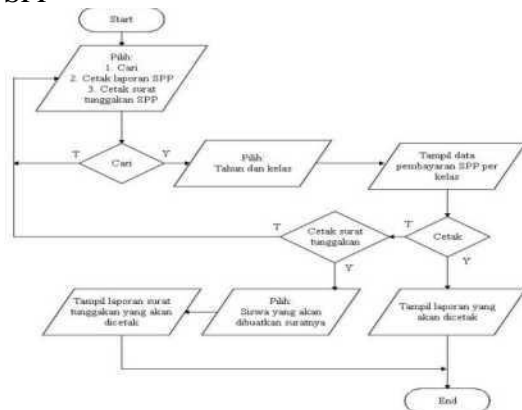 SPP
Start
Pilih:
1. Cari
2. Cetak laporan SPP
3. Cetak surat
tunggakan SPP
T
Cari
Y
Pilih:
Tahun dan kelas
Tampil data
pembayaran SPP per
kelas
T
Cetak surat
tunggakan
T
Cetak
Y
Y
Tampil laporan surat
tunggakan yang akan
dicetak
Pilih:
Siswa yang akan
dibuatkan suratnya
Tampil laporan yang
akan dicetak
End